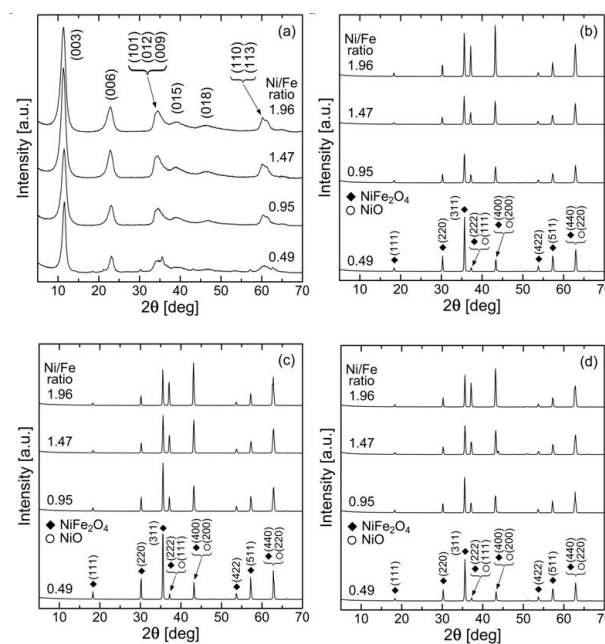 (a)
(003)
(006)
(101)
(012)
(009)
(015)
(018)
(110)
(113)
Ni/Fe
ratio
1.96
1.47
0.95
0.49
Intensity [a.u.]
10 20 30 40 50 60 70
2θ [deg]
(b)
Ni/Fe
ratio
1.96
1.47
0.95
◆ NiFe₂O₄
○ NiO
0.49
◆(111)
◆(220)
(311)◆
◆(222)
○(111)
◆(400)
○(200)
◆(422)
◆(511)
◆(440)
○(220)
Intensity [a.u.]
10 20 30 40 50 60 70
2θ [deg]
(c)
Ni/Fe
ratio
1.96
1.47
0.95
◆ NiFe₂O₄
○ NiO
0.49
◆(111)
◆(220)
(311)◆
◆(222)
○(111)
◆(400)
○(200)
◆(422)
◆(511)
◆(440)
○(220)
Intensity [a.u.]
10 20 30 40 50 60 70
2θ [deg]
(d)
Ni/Fe
ratio
1.96
1.47
0.95
◆ NiFe₂O₄
○ NiO
0.49
◆(111)
◆(220)
(311)◆
◆(222)
○(111)
◆(400)
○(200)
◆(422)
◆(511)
◆(440)
○(220)
Intensity [a.u.]
10 20 30 40 50 60 70
2θ [deg]